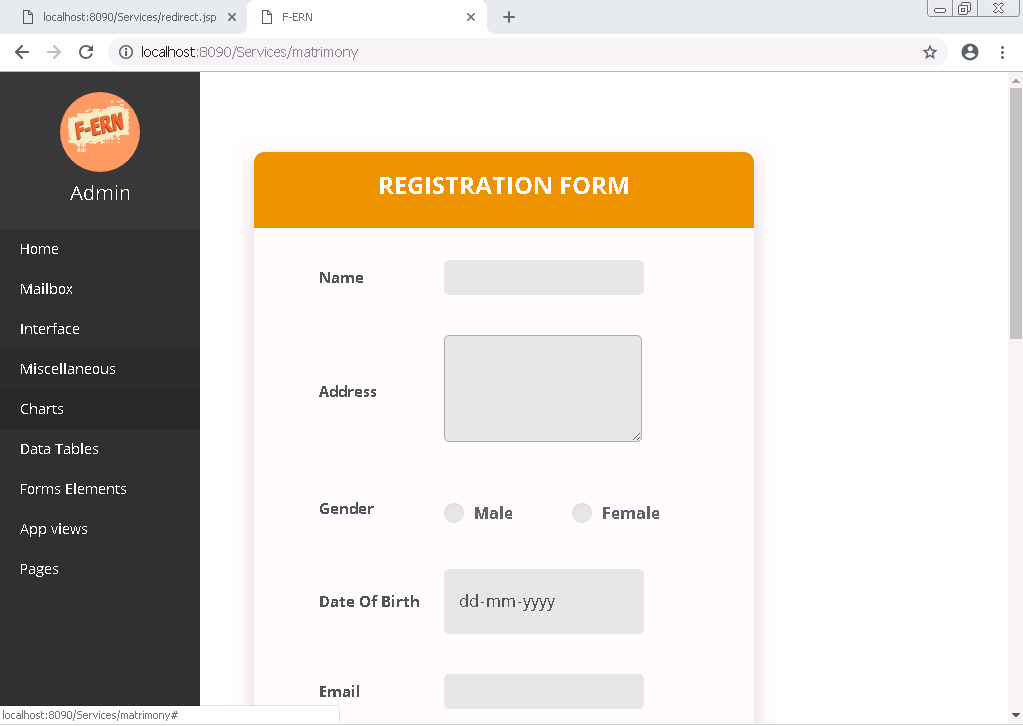 localhost:8090/Services/redirect.jsp
F-ERN
localhost:8090/Services/matrimony
F-ERN
Admin
Home
Mailbox
Interface
Miscellaneous
Charts
Data Tables
Forms Elements
App views
Pages
REGISTRATION FORM
Name
Address
Gender
Male
Female
Date Of Birth
dd-mm-yyyy
Email
localhost:8090/Services/matrimony#